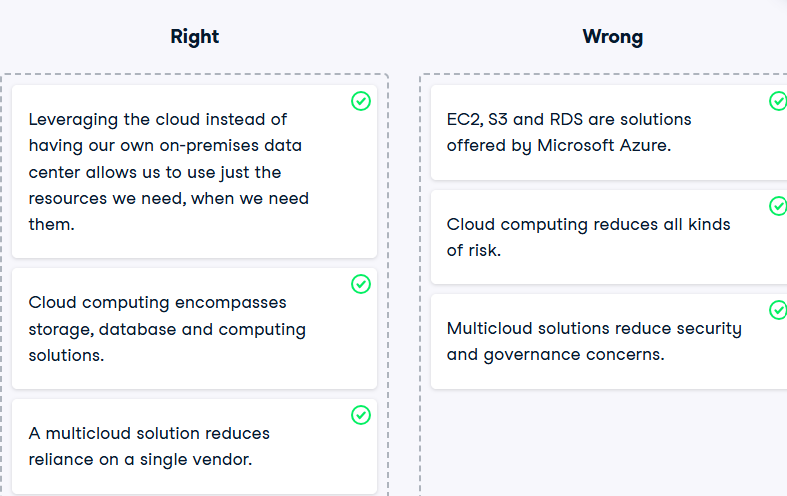 Right
Leveraging the cloud instead of
having our own on-premises data
center allows us to use just the
resources we need, when we need
them.
Cloud computing encompasses
storage, database and computing
solutions.
A multicloud solution reduces
reliance on a single vendor.
Wrong
EC2, S3 and RDS are solutions
offered by Microsoft Azure.
Cloud computing reduces all kinds
of risk.
Multicloud solutions reduce security
and governance concerns.